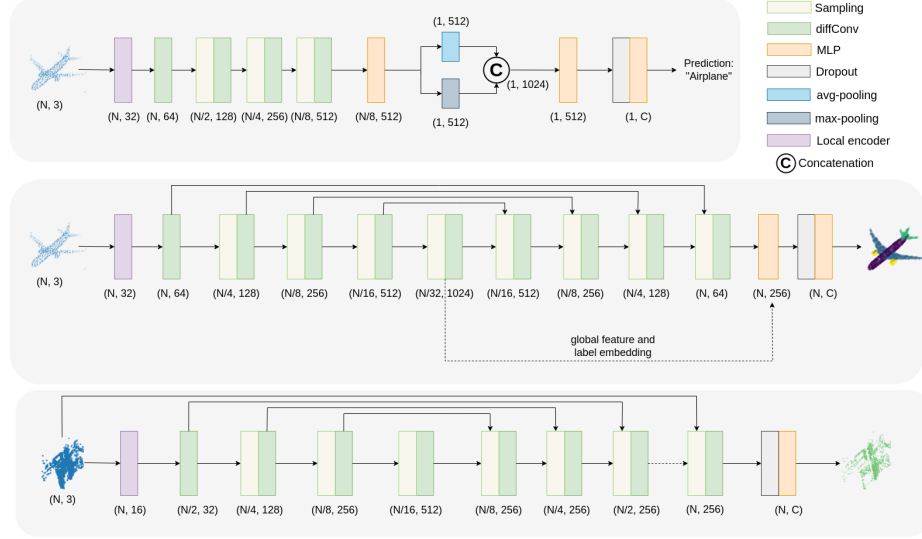 Sampling
diffConv
MLP
Dropout
avg-pooling
max-pooling
Local encoder
C Concatenation
(1, 512)
C
(1, 1024)
Prediction:
"Airplane"
(N, 3)
(N, 32) (N, 64) (N/2, 128) (N/4, 256) (N/8, 512) (N/8, 512) (1, 512) (1, 512) (1, C)
(N, 3)
(N, 32) (N, 64) (N/4, 128) (N/8, 256) (N/16, 512) (N/32, 1024) (N/16, 512) (N/8, 256) (N/4, 128) (N, 64) (N, 256) (N, C)
global feature and
label embedding
(N, 3)
(N, 16) (N/2, 32) (N/4, 128) (N/8, 256) (N/16, 512) (N/8, 256) (N/4, 256) (N/2, 256) (N, 256) (N, C)